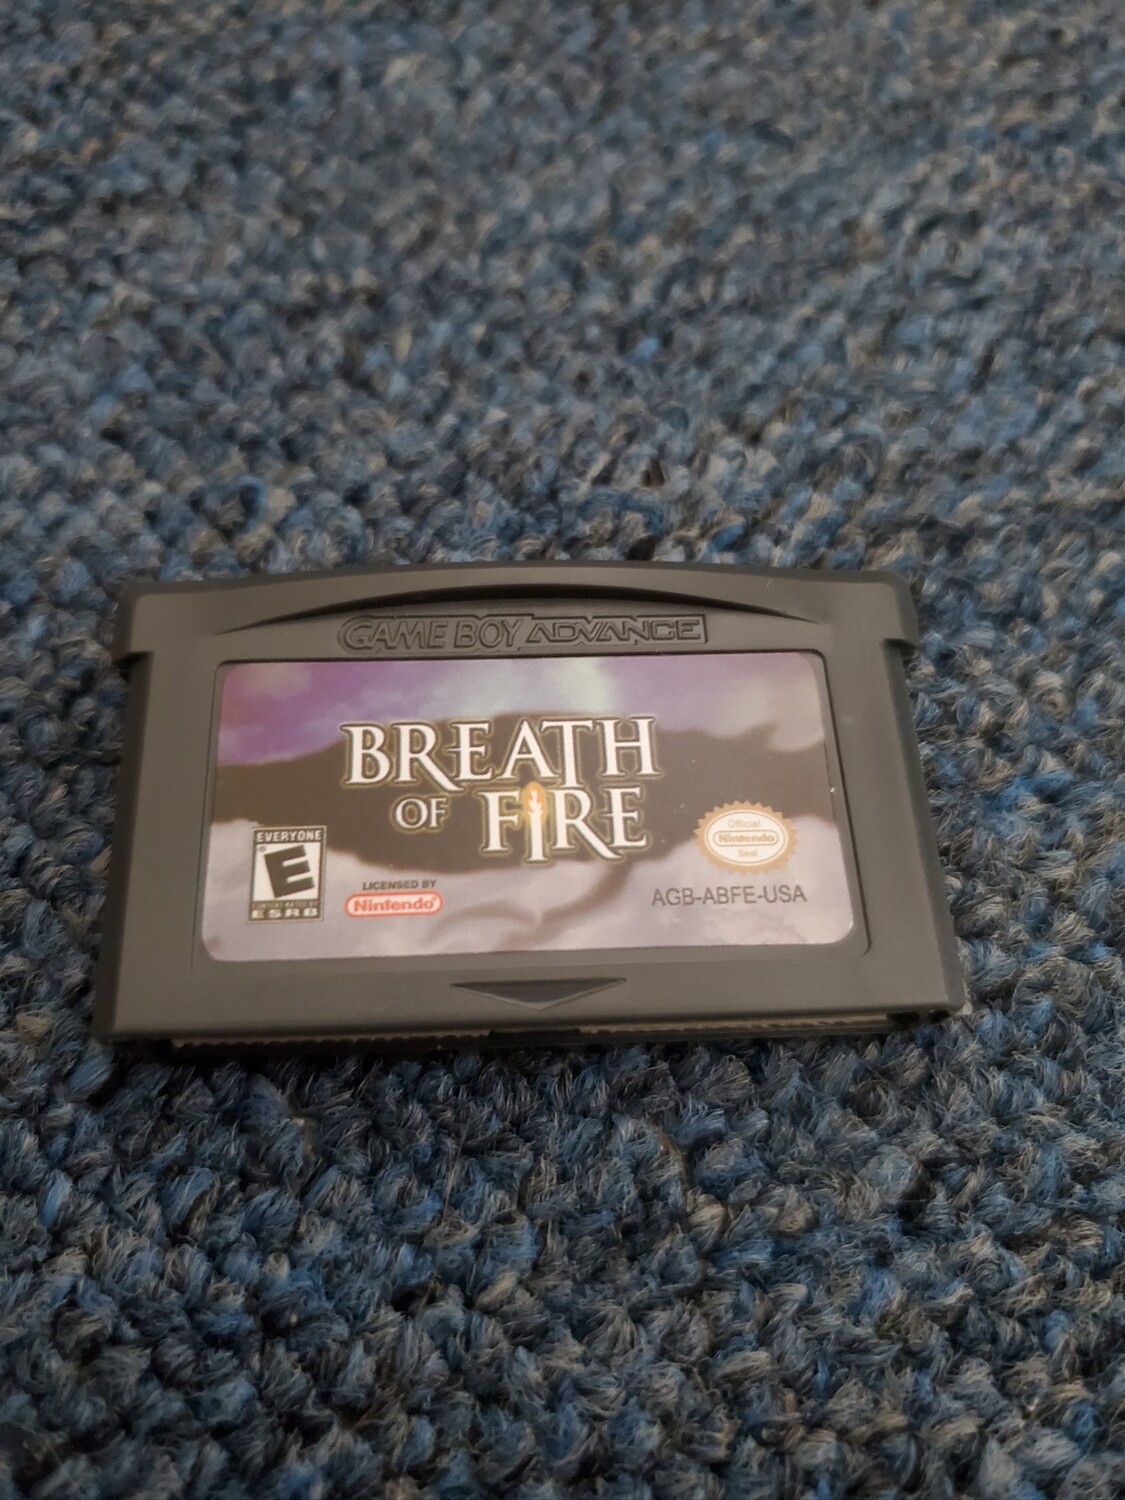 GAME BOY ADVANCE
BREATH
OF FIRE
EVERYONE
E
ESRB
LICENSED BY
Nintendo
Official
Nintendo
Seal
AGB-ABFE-USA